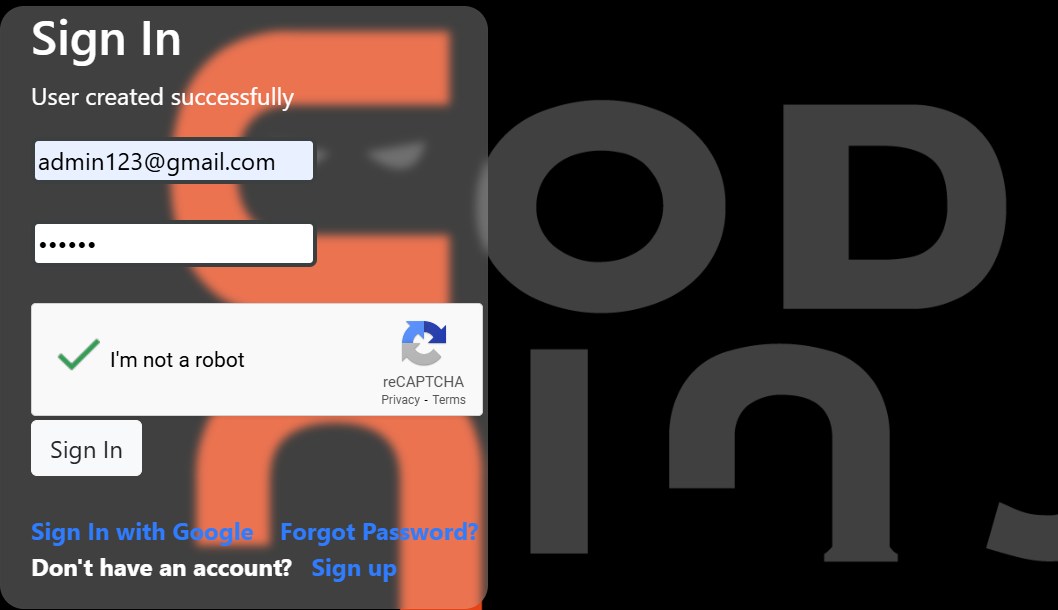 Sign In
User created successfully
admin123@gmail.com
••••••
I'm not a robot
reCAPTCHA
Privacy - Terms
Sign In
Sign In with Google Forgot Password?
Don't have an account? Sign up